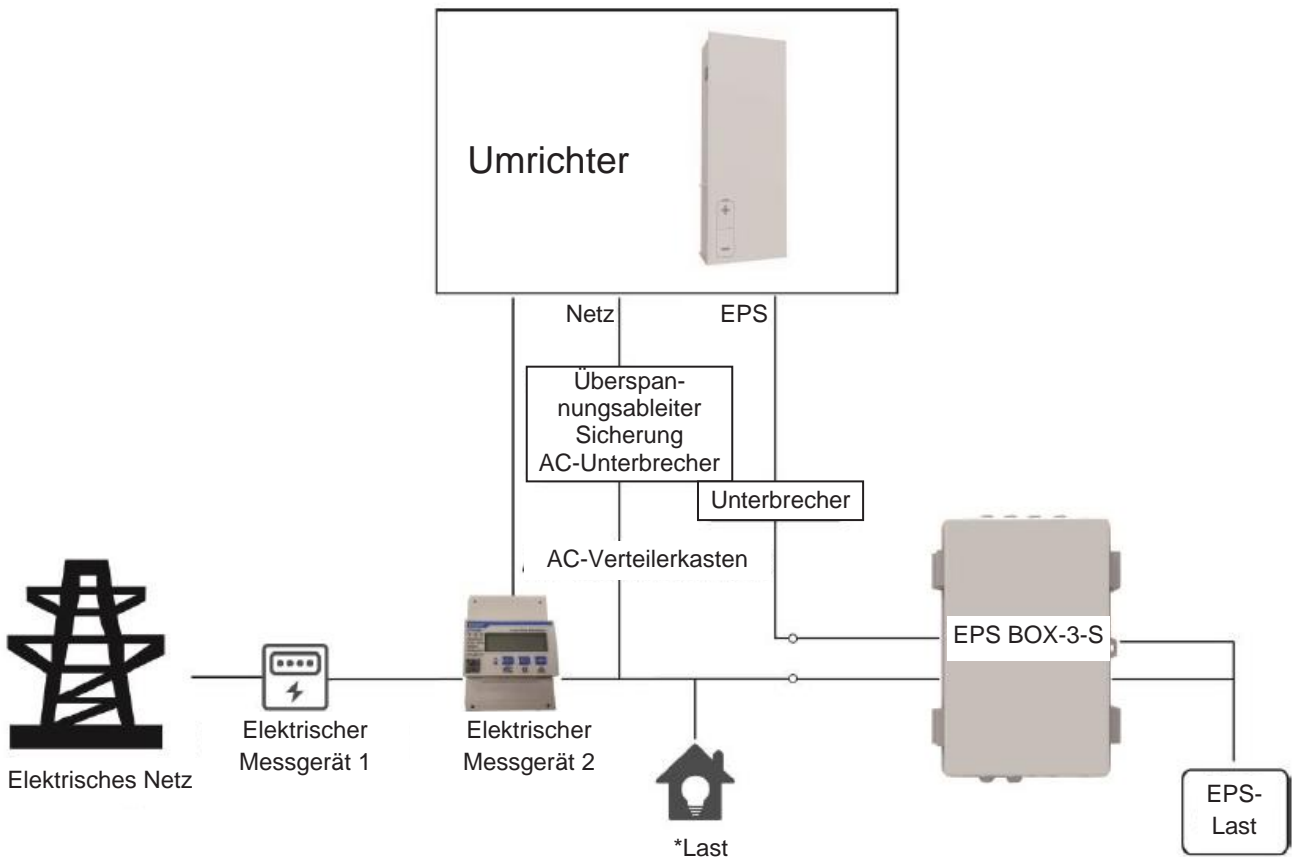 Umrichter
Netz
EPS
Überspan-
nungsableiter
Sicherung
AC-Unterbrecher
Unterbrecher
AC-Verteilerkasten
EPS BOX-3-S
Elektrischer
Messgerät 1
Elektrischer
Messgerät 2
Elektrisches Netz
*Last
EPS-
Last